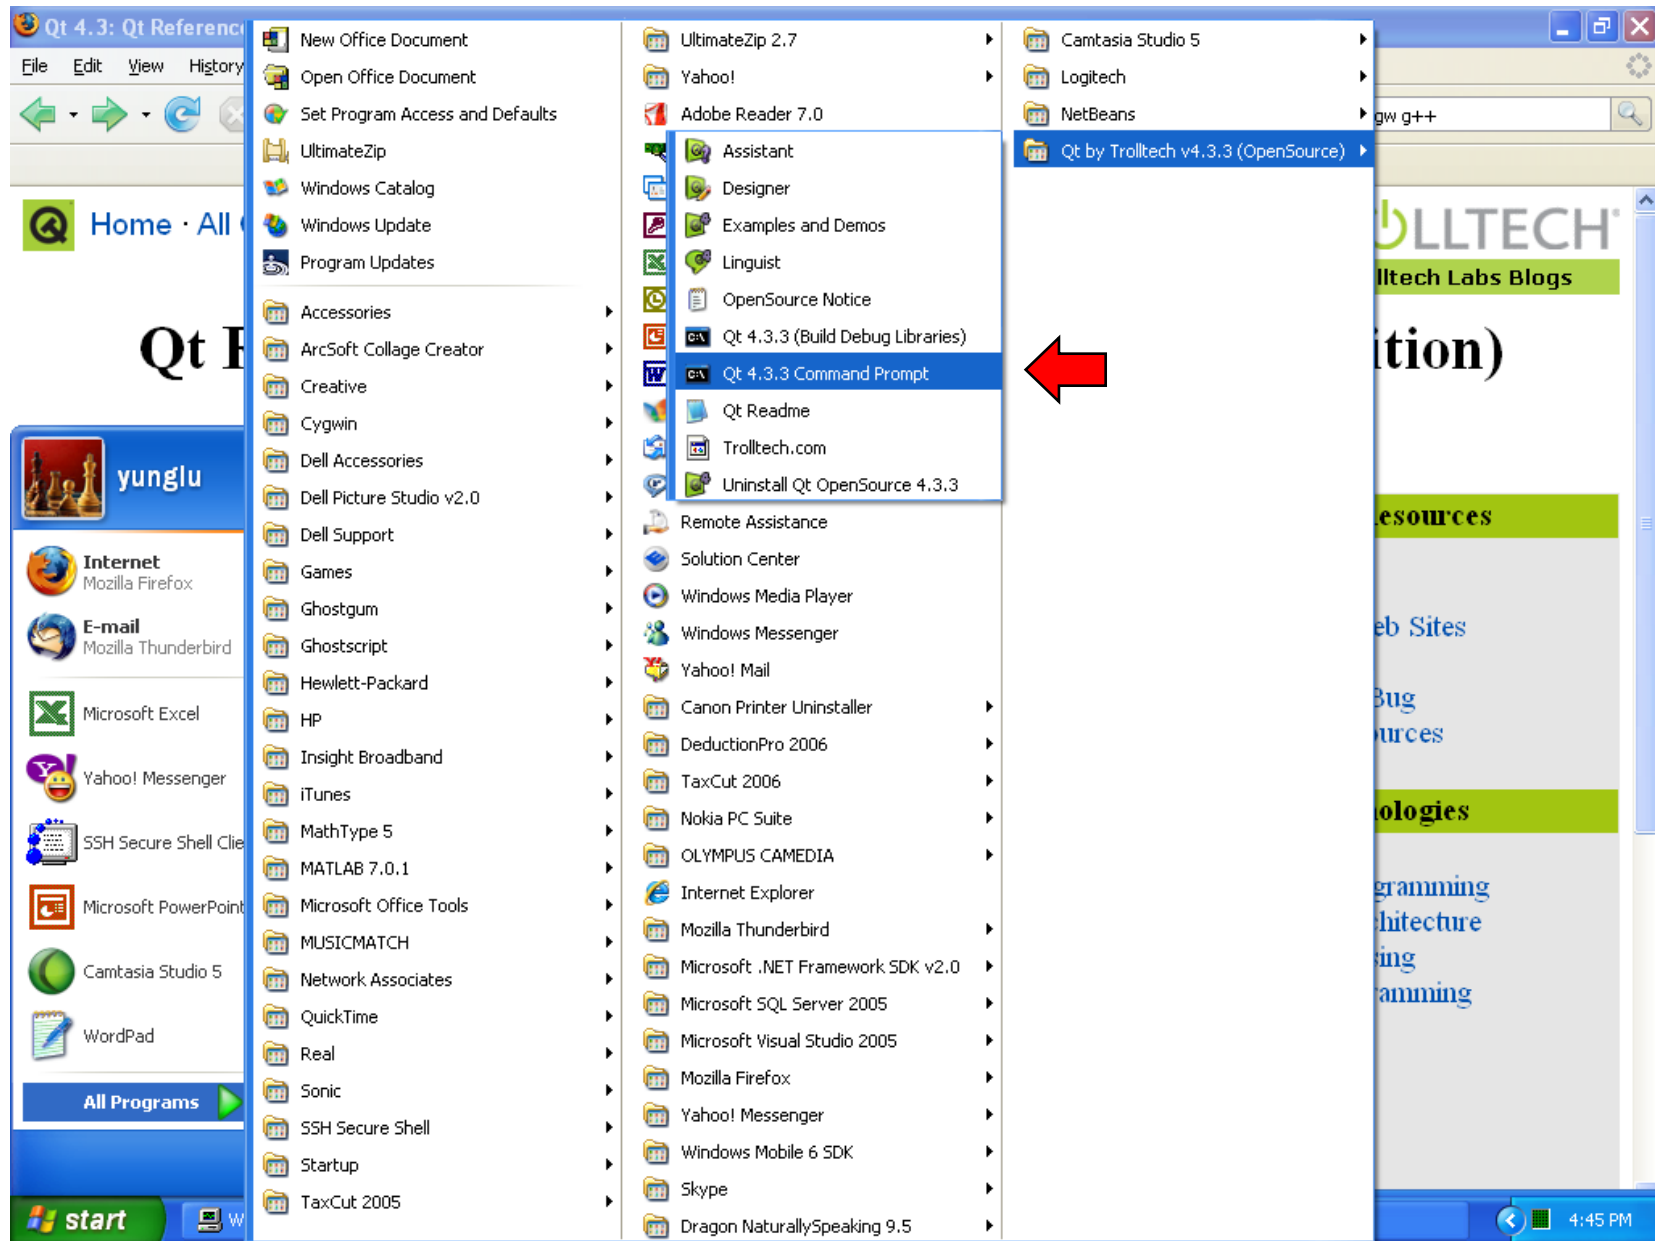 Qt 4.3: Qt Reference
File Edit View History
gw g++
Home · All
OLLTECH
lltech Labs Blogs
Qt
ition)
esources
eb Sites
Bug
urces
ologies
gramming
hitecture
ing
amming
yunglu
Internet
Mozilla Firefox
E-mail
Mozilla Thunderbird
Microsoft Excel
Yahoo! Messenger
SSH Secure Shell Clie
Microsoft PowerPoint
Camtasia Studio 5
WordPad
All Programs
start
W
New Office Document
Open Office Document
Set Program Access and Defaults
UltimateZip
Windows Catalog
Windows Update
Program Updates
Accessories
ArcSoft Collage Creator
Creative
Cygwin
Dell Accessories
Dell Picture Studio v2.0
Dell Support
Games
Ghostgum
Ghostscript
Hewlett-Packard
HP
Insight Broadband
iTunes
MathType 5
MATLAB 7.0.1
Microsoft Office Tools
MUSICMATCH
Network Associates
QuickTime
Real
Sonic
SSH Secure Shell
Startup
TaxCut 2005
UltimateZip 2.7
Yahoo!
Adobe Reader 7.0
Remote Assistance
Solution Center
Windows Media Player
Windows Messenger
Yahoo! Mail
Canon Printer Uninstaller
DeductionPro 2006
TaxCut 2006
Nokia PC Suite
OLYMPUS CAMEDIA
Internet Explorer
Mozilla Thunderbird
Microsoft .NET Framework SDK v2.0
Microsoft SQL Server 2005
Microsoft Visual Studio 2005
Mozilla Firefox
Yahoo! Messenger
Windows Mobile 6 SDK
Skype
Dragon NaturallySpeaking 9.5
Camtasia Studio 5
Logitech
NetBeans
Qt by Trolltech v4.3.3 (OpenSource)
Assistant
Designer
Examples and Demos
Linguist
OpenSource Notice
Qt 4.3.3 (Build Debug Libraries)
Qt 4.3.3 Command Prompt
Qt Readme
Trolltech.com
Uninstall Qt OpenSource 4.3.3
4:45 PM